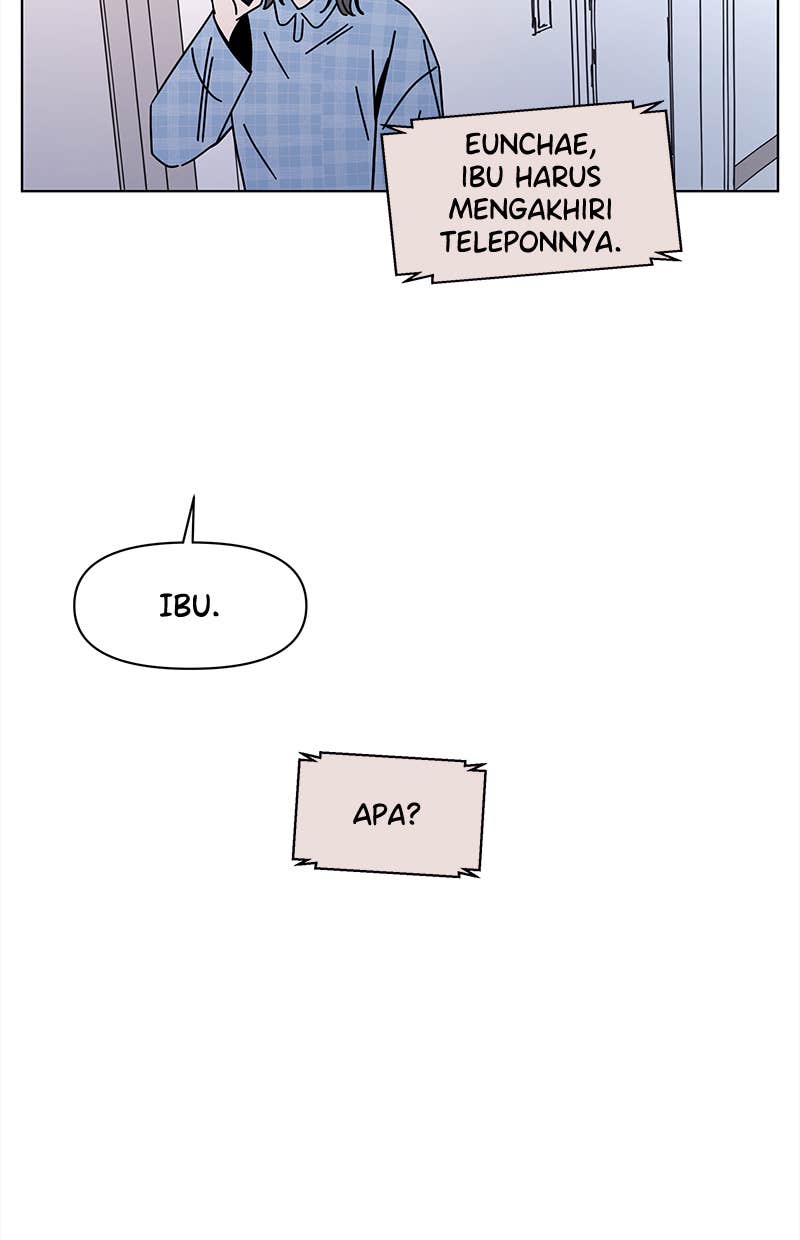 EUNCHAE,
IBU HARUS
MENGAKHIRI
TELEPONNYA.
IBU.
APA?